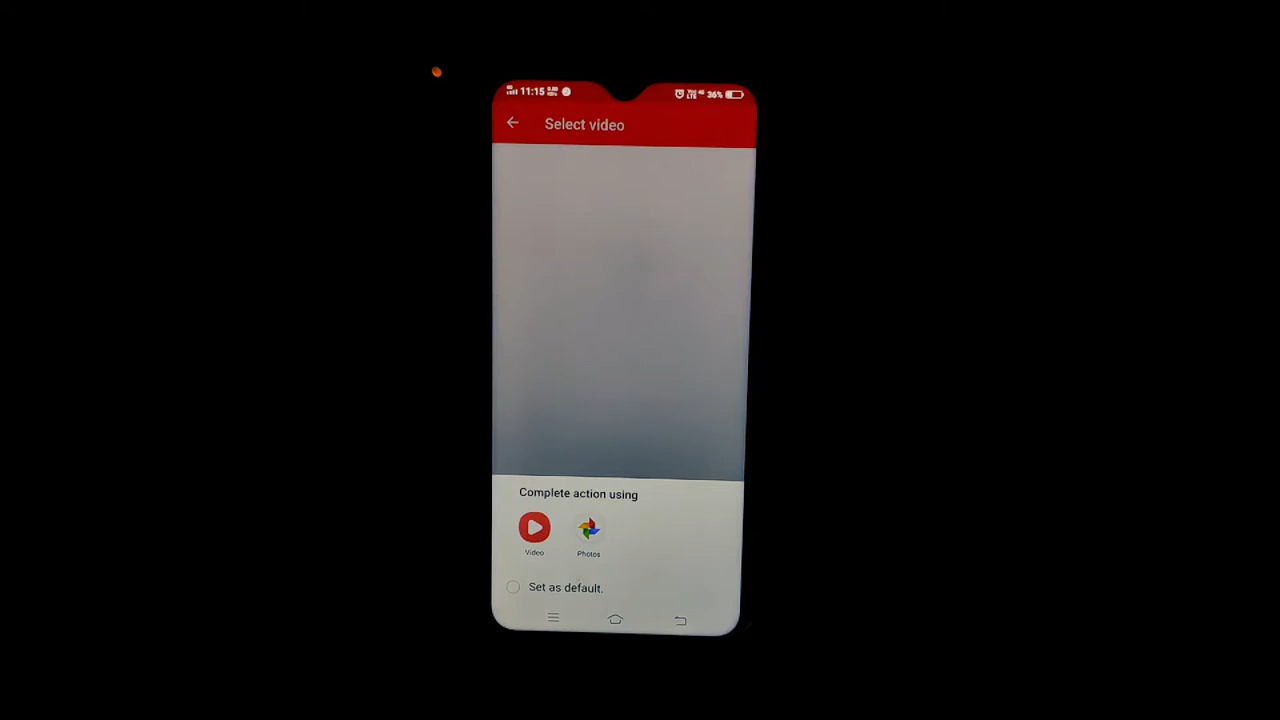 11:15
36%
Select video
Complete action using
Video Photos
Set as default.